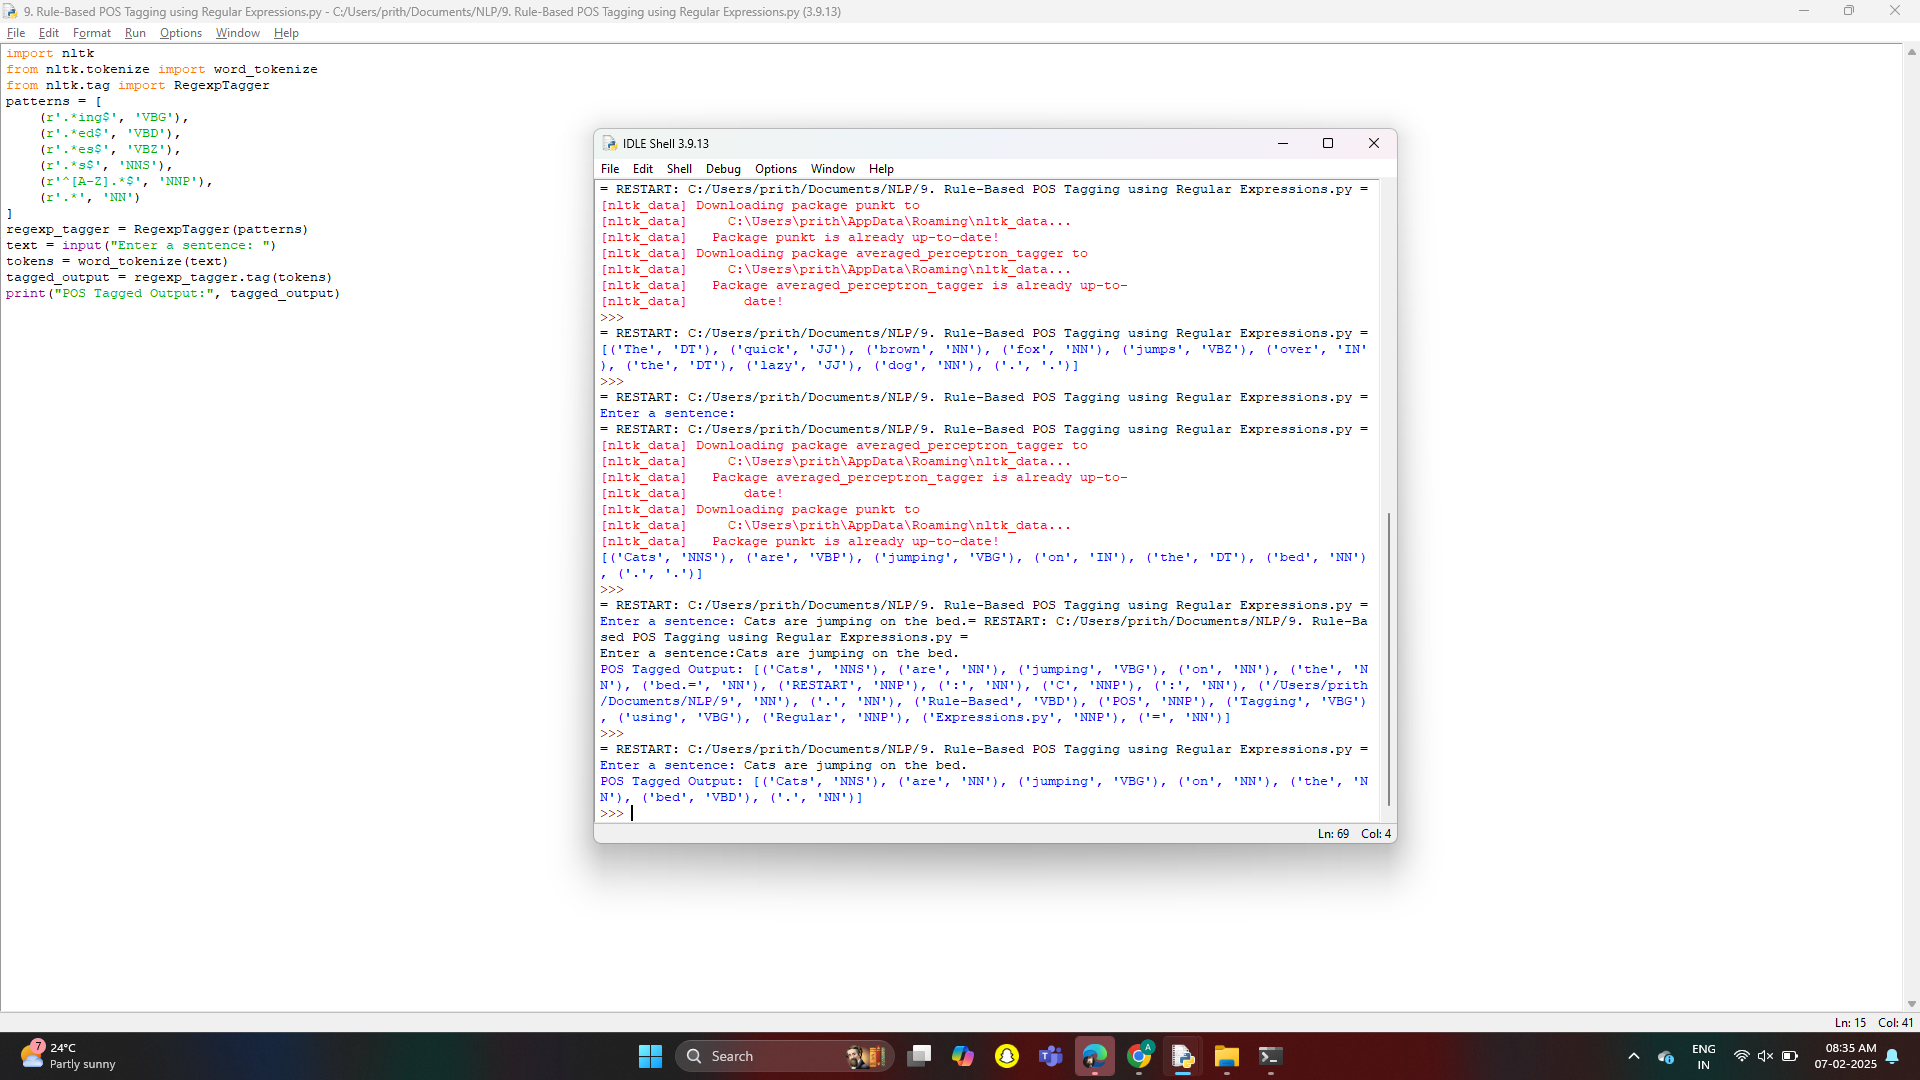 9. Rule-Based POS Tagging using Regular Expressions.py - C:/Users/prith/Documents/NLP/9. Rule-Based POS Tagging using Regular Expressions.py (3.9.13)
File Edit Format Run Options Window Help
import nltk
from nltk.tokenize import word_tokenize
from nltk.tag import RegexpTagger
patterns = [
    (r'.*ing$', 'VBG'),
    (r'.*ed$', 'VBD'),
    (r'.*es$', 'VBZ'),
    (r'.*s$', 'NNS'),
    (r'^[A-Z].*$', 'NNP'),
    (r'.*', 'NN')
]
regexp_tagger = RegexpTagger(patterns)
text = input("Enter a sentence: ")
tokens = word_tokenize(text)
tagged_output = regexp_tagger.tag(tokens)
print("POS Tagged Output:", tagged_output)
IDLE Shell 3.9.13
File Edit Shell Debug Options Window Help
= RESTART: C:/Users/prith/Documents/NLP/9. Rule-Based POS Tagging using Regular Expressions.py =
[nltk_data] Downloading package punkt to
[nltk_data]     C:\Users\prith\AppData\Roaming\nltk_data...
[nltk_data]   Package punkt is already up-to-date!
[nltk_data] Downloading package averaged_perceptron_tagger to
[nltk_data]     C:\Users\prith\AppData\Roaming\nltk_data...
[nltk_data]   Package averaged_perceptron_tagger is already up-to-
[nltk_data]       date!
>>>
= RESTART: C:/Users/prith/Documents/NLP/9. Rule-Based POS Tagging using Regular Expressions.py =
[('The', 'DT'), ('quick', 'JJ'), ('brown', 'NN'), ('fox', 'NN'), ('jumps', 'VBZ'), ('over', 'IN'
), ('the', 'DT'), ('lazy', 'JJ'), ('dog', 'NN'), ('.', '.')]
>>>
= RESTART: C:/Users/prith/Documents/NLP/9. Rule-Based POS Tagging using Regular Expressions.py =
Enter a sentence:
= RESTART: C:/Users/prith/Documents/NLP/9. Rule-Based POS Tagging using Regular Expressions.py =
[nltk_data] Downloading package averaged_perceptron_tagger to
[nltk_data]     C:\Users\prith\AppData\Roaming\nltk_data...
[nltk_data]   Package averaged_perceptron_tagger is already up-to-
[nltk_data]       date!
[nltk_data] Downloading package punkt to
[nltk_data]     C:\Users\prith\AppData\Roaming\nltk_data...
[nltk_data]   Package punkt is already up-to-date!
[('Cats', 'NNS'), ('are', 'VBP'), ('jumping', 'VBG'), ('on', 'IN'), ('the', 'DT'), ('bed', 'NN')
, ('.', '.')]
>>>
= RESTART: C:/Users/prith/Documents/NLP/9. Rule-Based POS Tagging using Regular Expressions.py =
Enter a sentence: Cats are jumping on the bed.= RESTART: C:/Users/prith/Documents/NLP/9. Rule-Ba
sed POS Tagging using Regular Expressions.py =
Enter a sentence:Cats are jumping on the bed.
POS Tagged Output: [('Cats', 'NNS'), ('are', 'NN'), ('jumping', 'VBG'), ('on', 'NN'), ('the', 'N
N'), ('bed.=', 'NN'), ('RESTART', 'NNP'), (':', 'NN'), ('C', 'NNP'), (':', 'NN'), ('/Users/prith
/Documents/NLP/9', 'NN'), ('.', 'NN'), ('Rule-Based', 'VBD'), ('POS', 'NNP'), ('Tagging', 'VBG')
, ('using', 'VBG'), ('Regular', 'NNP'), ('Expressions.py', 'NNP'), ('=', 'NN')]
>>>
= RESTART: C:/Users/prith/Documents/NLP/9. Rule-Based POS Tagging using Regular Expressions.py =
Enter a sentence: Cats are jumping on the bed.
POS Tagged Output: [('Cats', 'NNS'), ('are', 'NN'), ('jumping', 'VBG'), ('on', 'NN'), ('the', 'N
N'), ('bed', 'VBD'), ('.', 'NN')]
>>>
Ln: 69 Col: 4
Ln: 15 Col: 41
7
24°C
Partly sunny
Search
A
ENG
IN
08:35 AM
07-02-2025